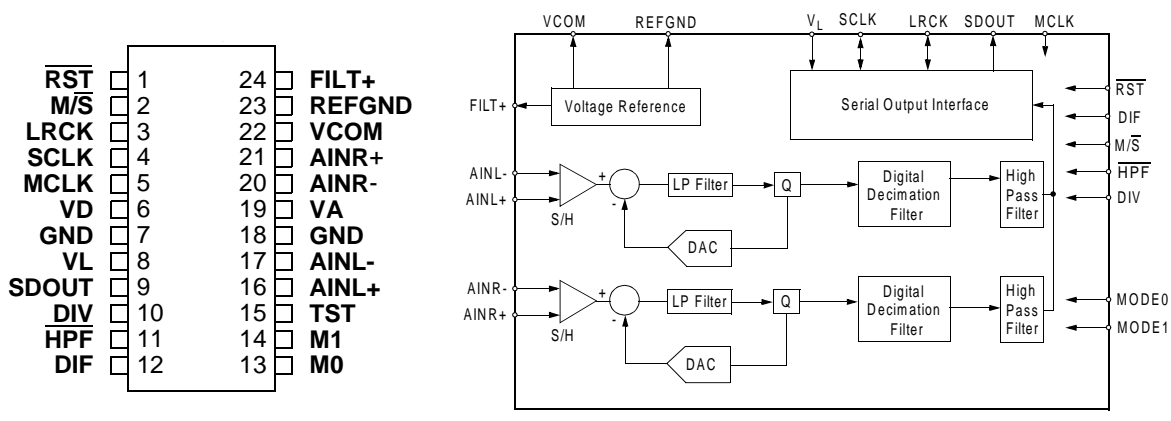 R̅S̅T̅ 1 24 FILT+
M/S̅ 2 23 REFGND
LRCK 3 22 VCOM
SCLK 4 21 AINR+
MCLK 5 20 AINR-
VD 6 19 VA
GND 7 18 GND
VL 8 17 AINL-
SDOUT 9 16 AINL+
DIV 10 15 TST
H̅P̅F̅ 11 14 M1
DIF 12 13 M0
VCOM REFGND VL SCLK LRCK SDOUT MCLK
FILT+ Voltage Reference Serial Output Interface
R̅S̅T̅
DIF
M/S̅
H̅P̅F̅
DIV
AINL-
AINL+
S/H
+
-
LP Filter
Q
DAC
Digital
Decimation
Filter
High
Pass
Filter
AINR-
AINR+
S/H
+
-
LP Filter
Q
DAC
Digital
Decimation
Filter
High
Pass
Filter
MODE0
MODE1